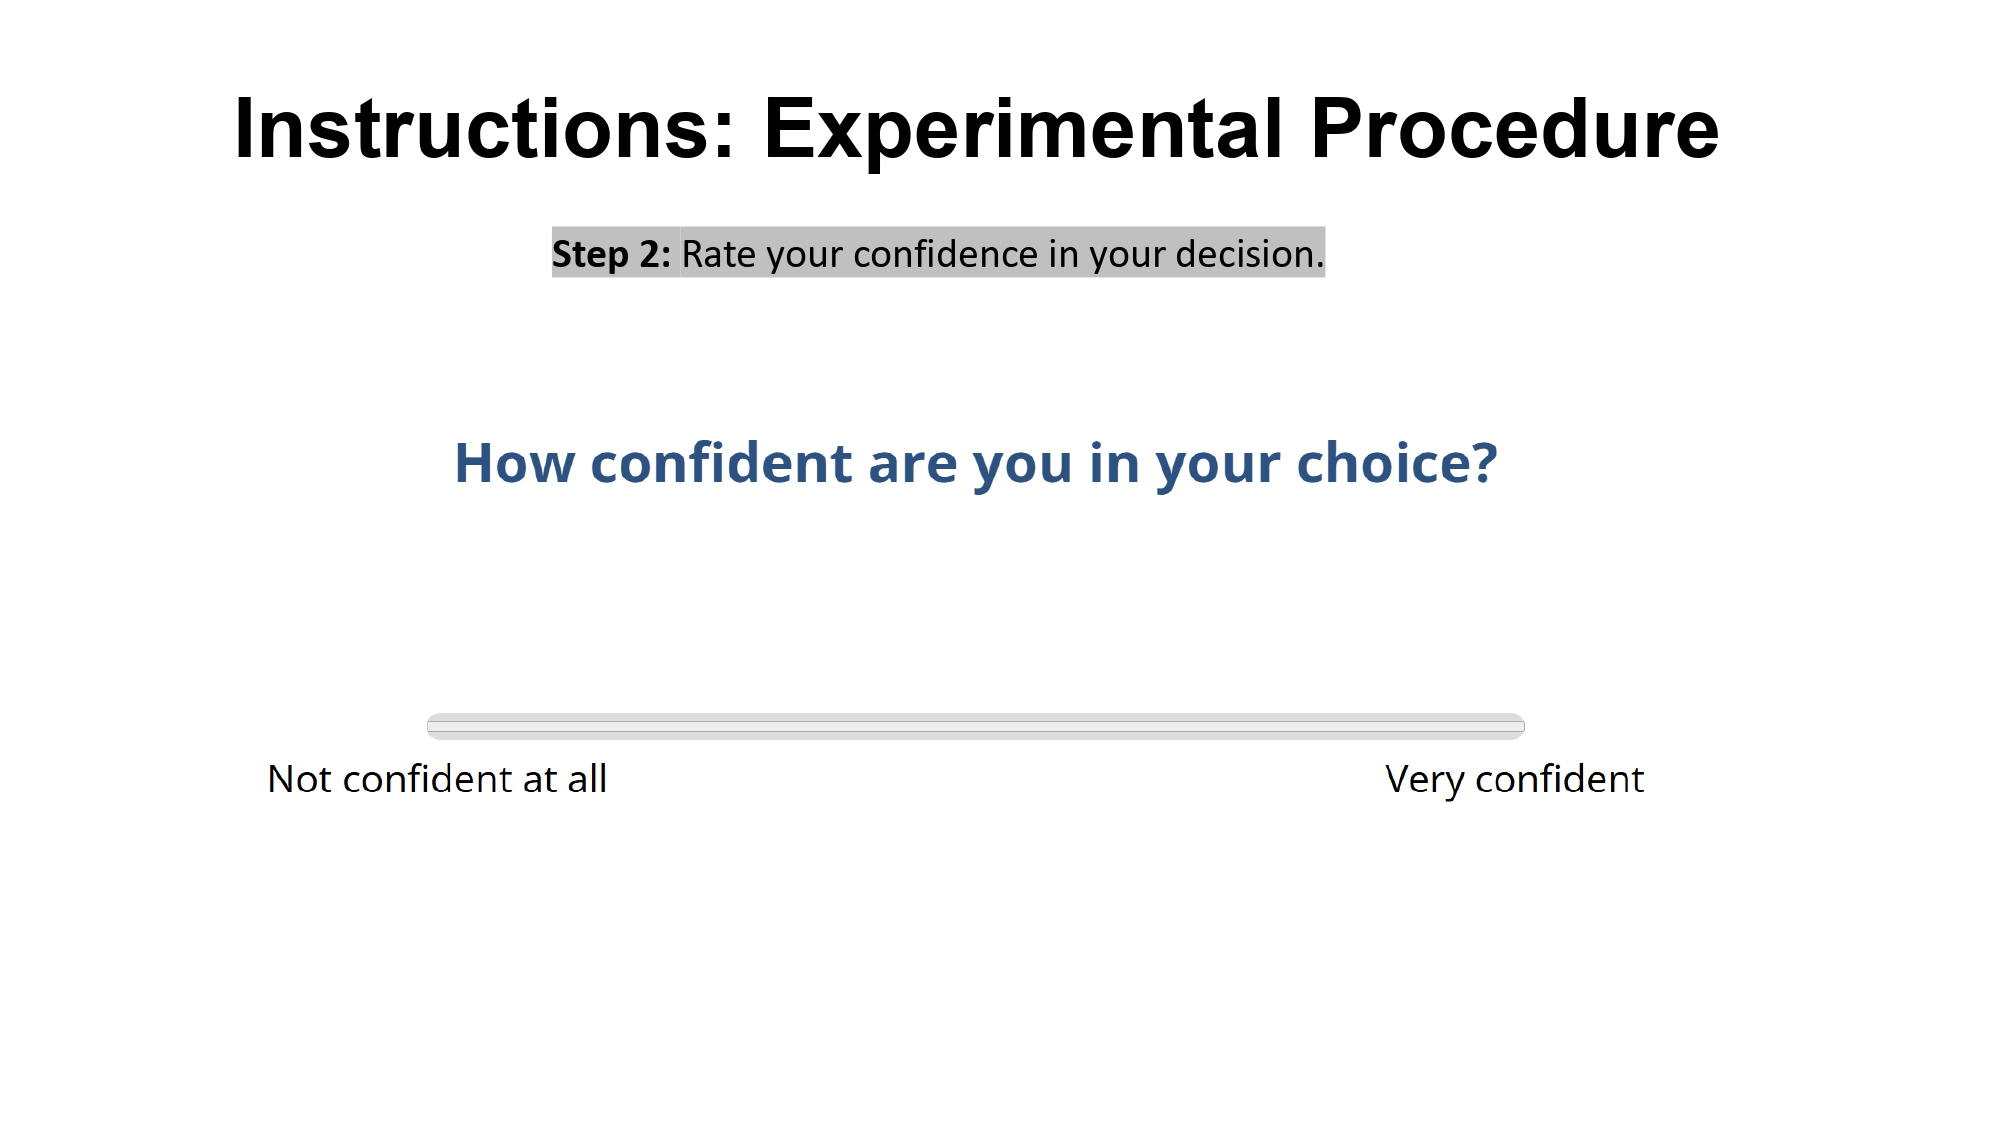 Instructions: Experimental Procedure
Step 2: Rate your confidence in your decision.
How confident are you in your choice?
Not confident at all
Very confident